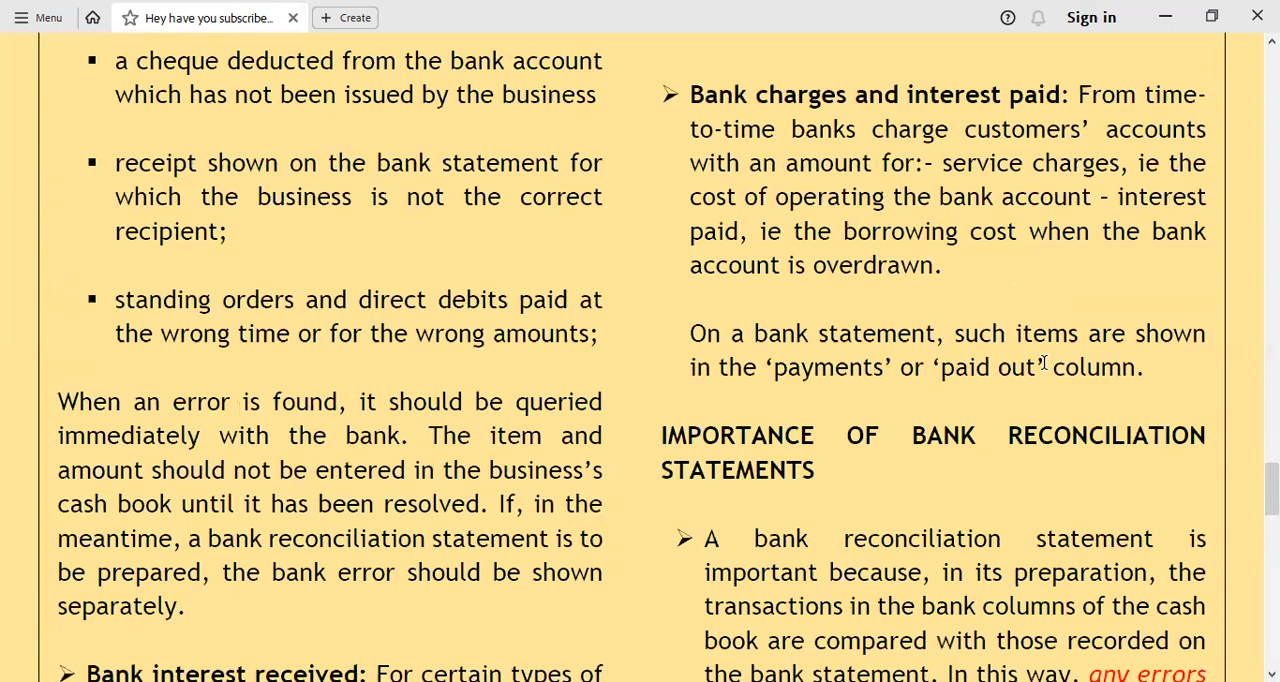 Menu
Hey have you subscribe...
Create
Sign in
▪ a cheque deducted from the bank account
which has not been issued by the business
▪ receipt shown on the bank statement for
which the business is not the correct
recipient;
▪ standing orders and direct debits paid at
the wrong time or for the wrong amounts;
When an error is found, it should be queried
immediately with the bank. The item and
amount should not be entered in the business’s
cash book until it has been resolved. If, in the
meantime, a bank reconciliation statement is to
be prepared, the bank error should be shown
separately.
➢ Bank interest received: For certain types of
➢ Bank charges and interest paid: From time-
to-time banks charge customers’ accounts
with an amount for:- service charges, ie the
cost of operating the bank account – interest
paid, ie the borrowing cost when the bank
account is overdrawn.
On a bank statement, such items are shown
in the ‘payments’ or ‘paid out’ column.
IMPORTANCE OF BANK RECONCILIATION
STATEMENTS
➢ A bank reconciliation statement is
important because, in its preparation, the
transactions in the bank columns of the cash
book are compared with those recorded on
the bank statement. In this way, any errors